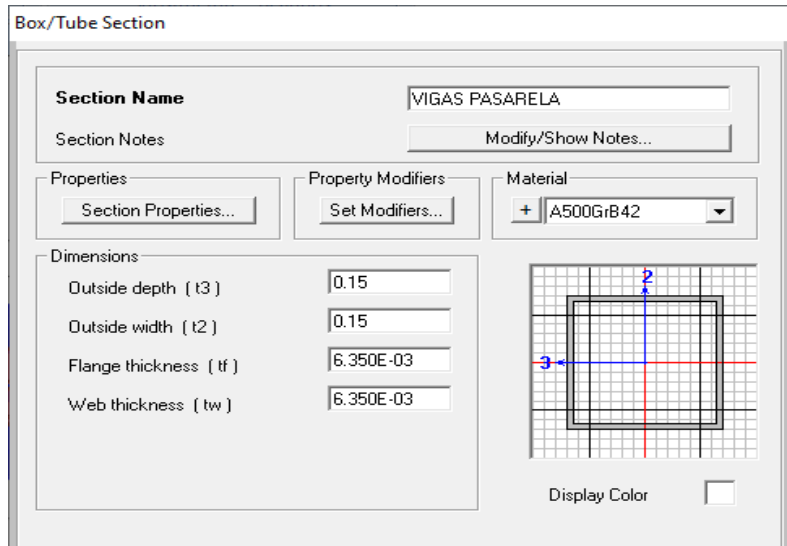 Box/Tube Section
Section Name
VIGAS PASARELA
Section Notes
Modify/Show Notes...
Properties
Section Properties...
Property Modifiers
Set Modifiers...
Material
+
A500GrB42
Dimensions
Outside depth ( t3 )
0.15
Outside width ( t2 )
0.15
Flange thickness ( tf )
6.350E-03
Web thickness ( tw )
6.350E-03
2
3
Display Color